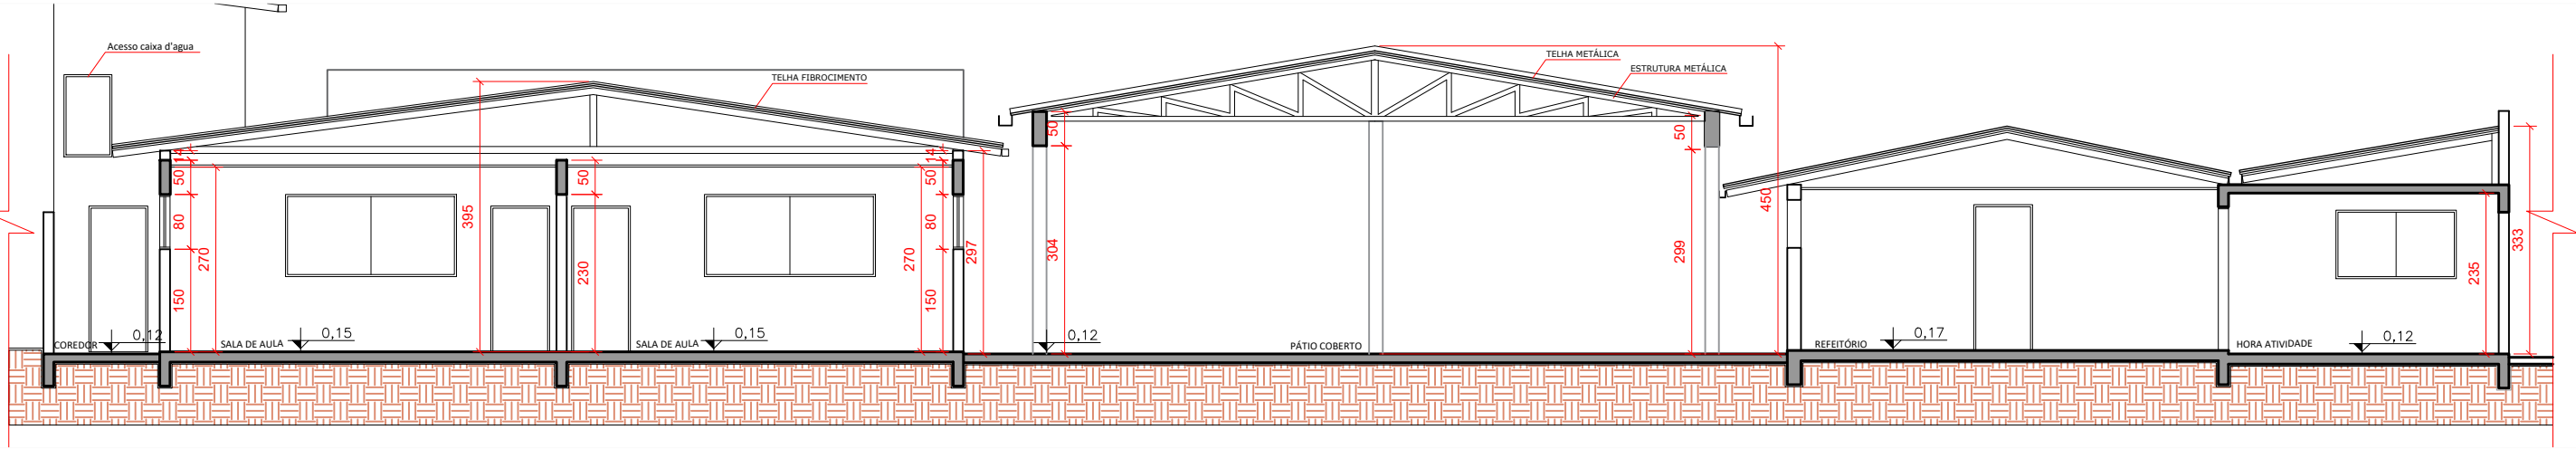 Acesso caixa d'agua
TELHA FIBROCIMENTO
TELHA METÁLICA
ESTRUTURA METÁLICA
14
50
80
150
270
395
50
230
270
14
50
80
150
297
50
304
50
299
450
235
333
COREDOR
0,12
SALA DE AULA
0,15
SALA DE AULA
0,15
0,12
PÁTIO COBERTO
REFEITÓRIO
0,17
HORA ATIVIDADE
0,12